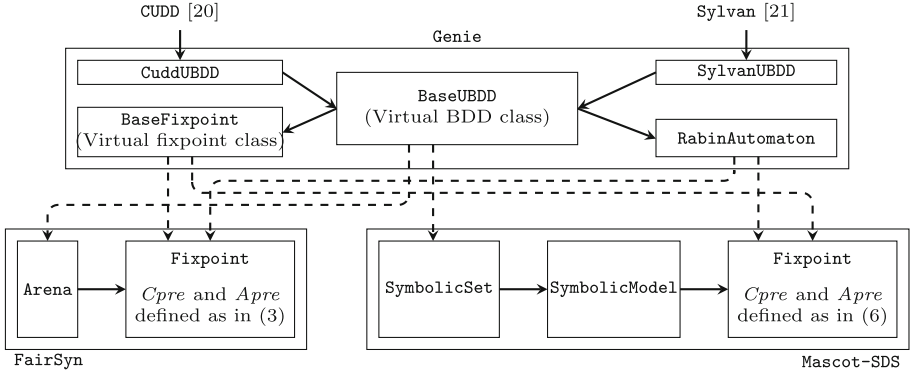 CUDD [20]
Sylvan [21]
Genie
CuddUBDD
SylvanUBDD
BaseUBDD
(Virtual BDD class)
BaseFixpoint
(Virtual fixpoint class)
RabinAutomaton
Arena
Fixpoint
Cpre and Apre
defined as in (3)
SymbolicSet
SymbolicModel
Fixpoint
Cpre and Apre
defined as in (6)
FairSyn
Mascot-SDS